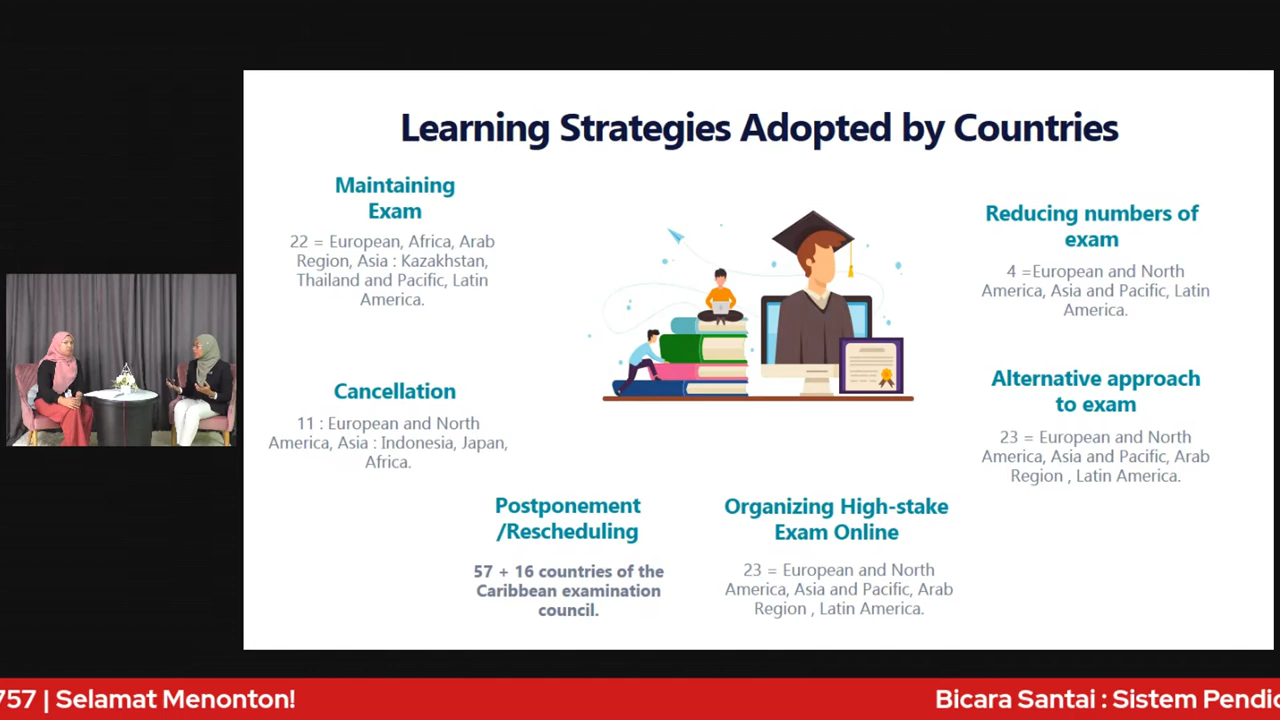 Learning Strategies Adopted by Countries
Maintaining
Exam
22 = European, Africa, Arab
Region, Asia : Kazakhstan,
Thailand and Pacific, Latin
America.
Cancellation
11 : European and North
America, Asia : Indonesia, Japan,
Africa.
Postponement
/Rescheduling
57 + 16 countries of the
Caribbean examination
council.
Organizing High-stake
Exam Online
23 = European and North
America, Asia and Pacific, Arab
Region , Latin America.
Reducing numbers of
exam
4 =European and North
America, Asia and Pacific, Latin
America.
Alternative approach
to exam
23 = European and North
America, Asia and Pacific, Arab
Region , Latin America.
757 | Selamat Menonton!
Bicara Santai : Sistem